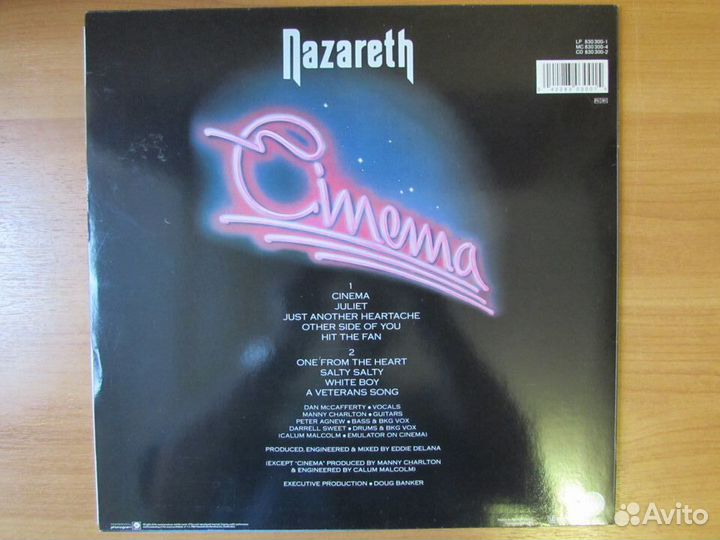 Nazareth
LP 830 300-1
MC 830 300-4
CD 830 300-2
Cinema
1
CINEMA
JULIET
JUST ANOTHER HEARTACHE
OTHER SIDE OF YOU
HIT THE FAN
2
ONE FROM THE HEART
SALTY SALTY
WHITE BOY
A VETERANS SONG
DAN McCAFFERTY • VOCALS
MANNY CHARLTON • GUITARS
PETER AGNEW • BASS & BKG VOX
DARRELL SWEET • DRUMS & BKG VOX
(CALUM MALCOLM • EMULATOR ON CINEMA)
PRODUCED, ENGINEERED & MIXED BY EDDIE DELANA
(EXCEPT "CINEMA" PRODUCED BY MANNY CHARLTON
& ENGINEERED BY CALUM MALCOLM)
EXECUTIVE PRODUCTION • DOUG BANKER
phonogram
Avito